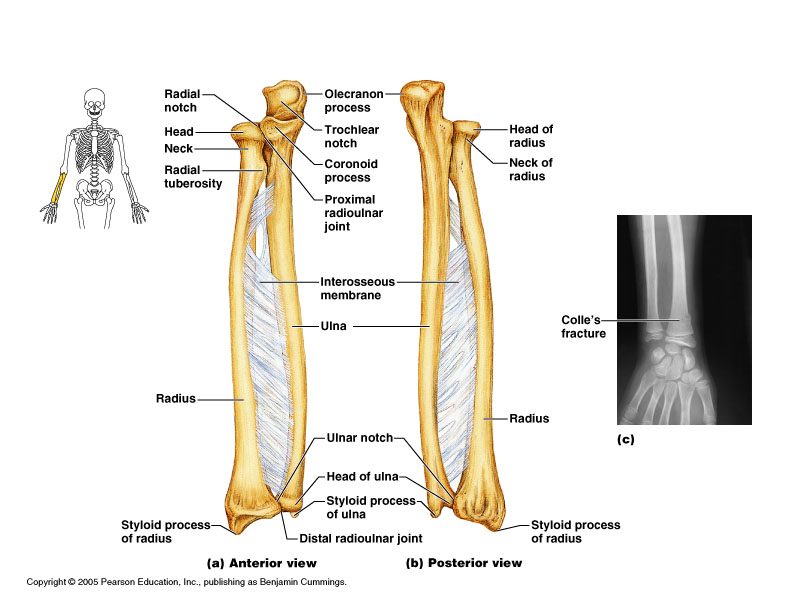 Radial
notch
Head
Neck
Radial
tuberosity
Olecranon
process
Trochlear
notch
Coronoid
process
Proximal
radioulnar
joint
Head of
radius
Neck of
radius
Interosseous
membrane
Ulna
Colle's
fracture
Radius
Radius
(c)
Ulnar notch
Head of ulna
Styloid process
of ulna
Styloid process
of radius
Distal radioulnar joint
Styloid process
of radius
(a) Anterior view
(b) Posterior view
Copyright © 2005 Pearson Education, Inc., publishing as Benjamin Cummings.